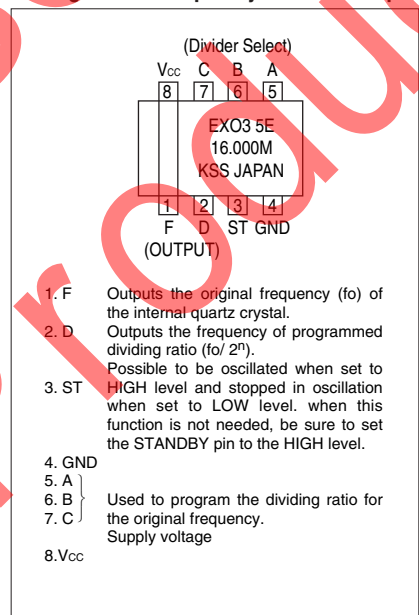 (Divider Select)
Vcc C B A
8 7 6 5
EXO3 5E
16.000M
KSS JAPAN
1 2 3 4
F D ST GND
(OUTPUT)
1. F Outputs the original frequency (fo) of
the internal quartz crystal.
2. D Outputs the frequency of programmed
dividing ratio (fo/ 2ⁿ).
Possible to be oscillated when set to
3. ST HIGH level and stopped in oscillation
when set to LOW level. when this
function is not needed, be sure to set
the STANDBY pin to the HIGH level.
4. GND
5. A
6. B Used to program the dividing ratio for
7. C the original frequency.
Supply voltage
8.Vcc